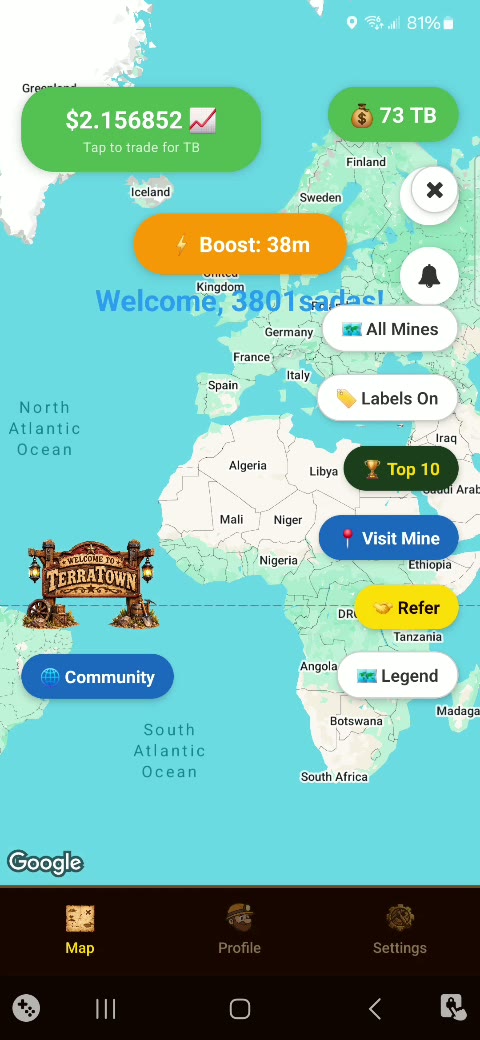 81%
Greenland
$2.156852
73 TB
Tap to trade for TB
Finland
Iceland
Sweden
Boost: 38m
United
Kingdom
Welcome, 3801sadas!
Poland
Germany
All Mines
France
Italy
Spain
Labels On
North
Atlantic
Ocean
Iraq
Algeria
Libya
Top 10
Saudi Arab
Mali
Niger
Visit Mine
WELCOME TO
TERRATOWN
Nigeria
Ethiopia
DRC
Refer
Tanzania
Community
Angola
Legend
Madaga
Botswana
South
Atlantic
Ocean
South Africa
Google
Map
Profile
Settings